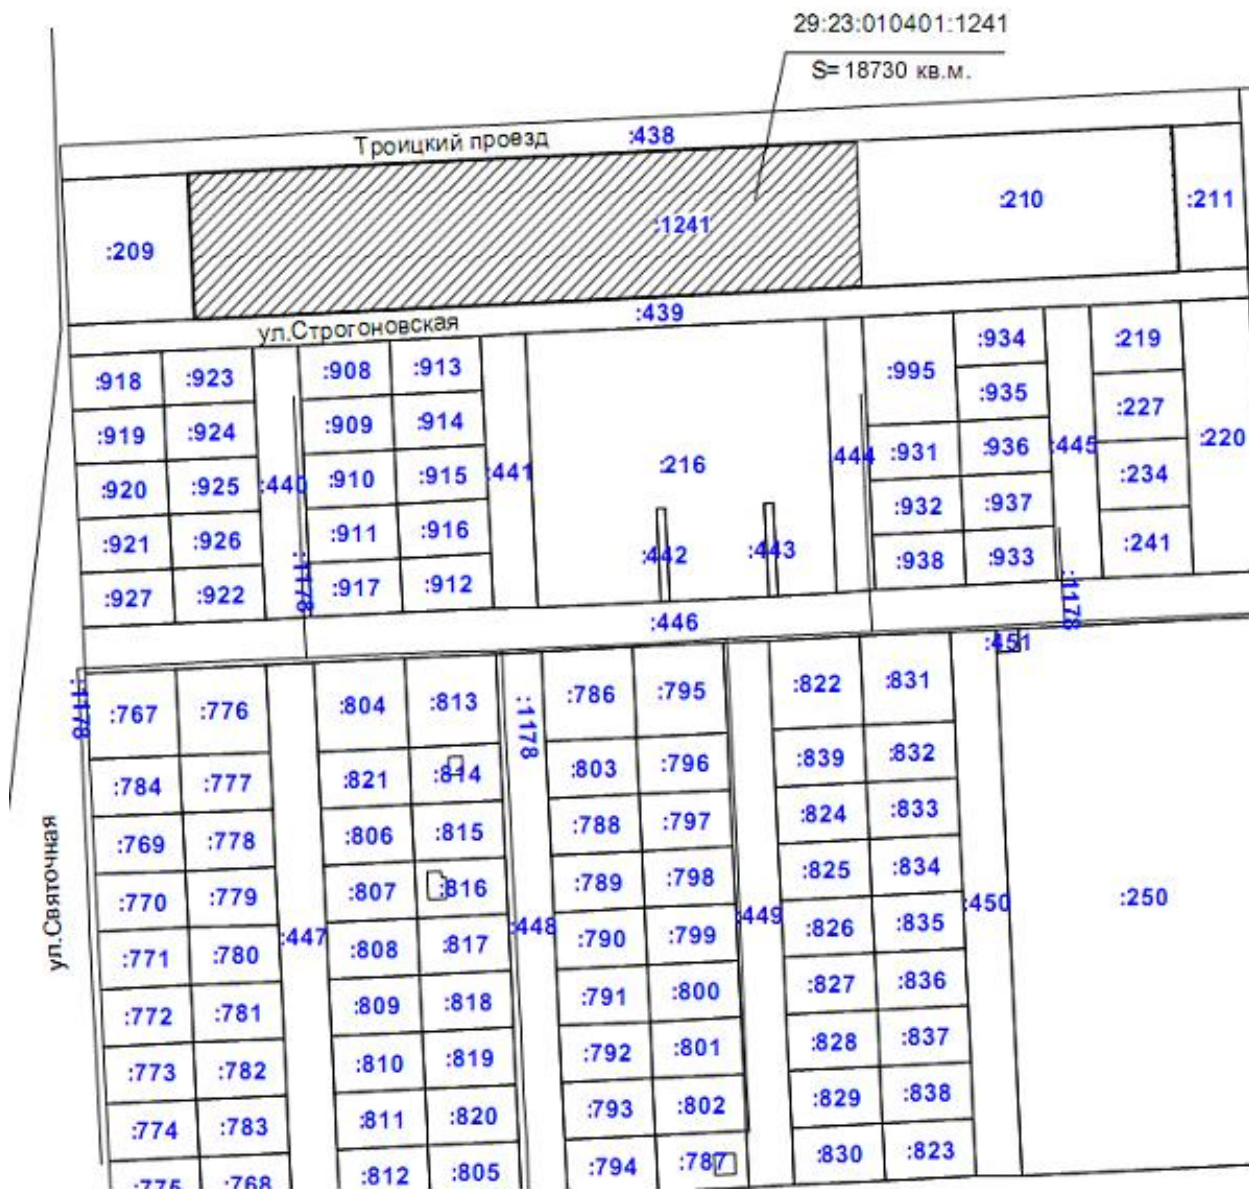 29:23:010401:1241
S= 18730 кв.м.
Троицкий проезд :438
:209 :1241 :210 :211
ул.Строгоновская :439
:918 :923 :908 :913 :216 :995 :934 :219 :220
:919 :924 :909 :914 :935 :227
:920 :925 :440 :910 :915 :441 :444 :931 :936 :445 :234
:921 :926 :911 :916 :442 :443 :932 :937 :241
:927 :922 :1178 :917 :912 :938 :933 :1178
:446
:451
:1178 :767 :776 :804 :813 :1178 :786 :795 :822 :831
:784 :777 :821 :814 :803 :796 :839 :832
:769 :778 :806 :815 :788 :797 :824 :833
ул.Святочная :770 :779 :807 :816 :789 :798 :825 :834 :250
:771 :780 :447 :808 :817 :448 :790 :799 :449 :826 :835 :450
:772 :781 :809 :818 :791 :800 :827 :836
:773 :782 :810 :819 :792 :801 :828 :837
:774 :783 :811 :820 :793 :802 :829 :838
:775 :768 :812 :805 :794 :787 :830 :823